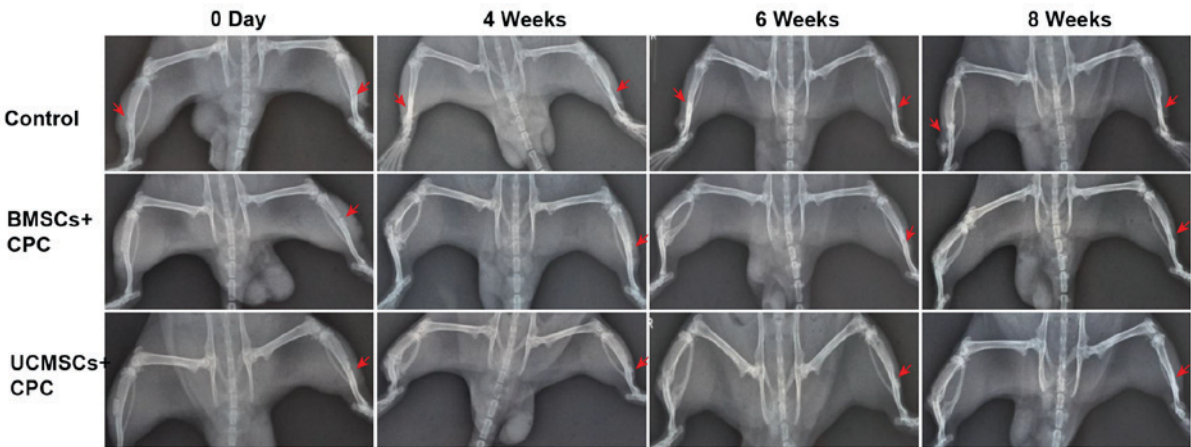 0 Day
4 Weeks
6 Weeks
8 Weeks
Control
BMSCs+
CPC
UCMSCs+
CPC